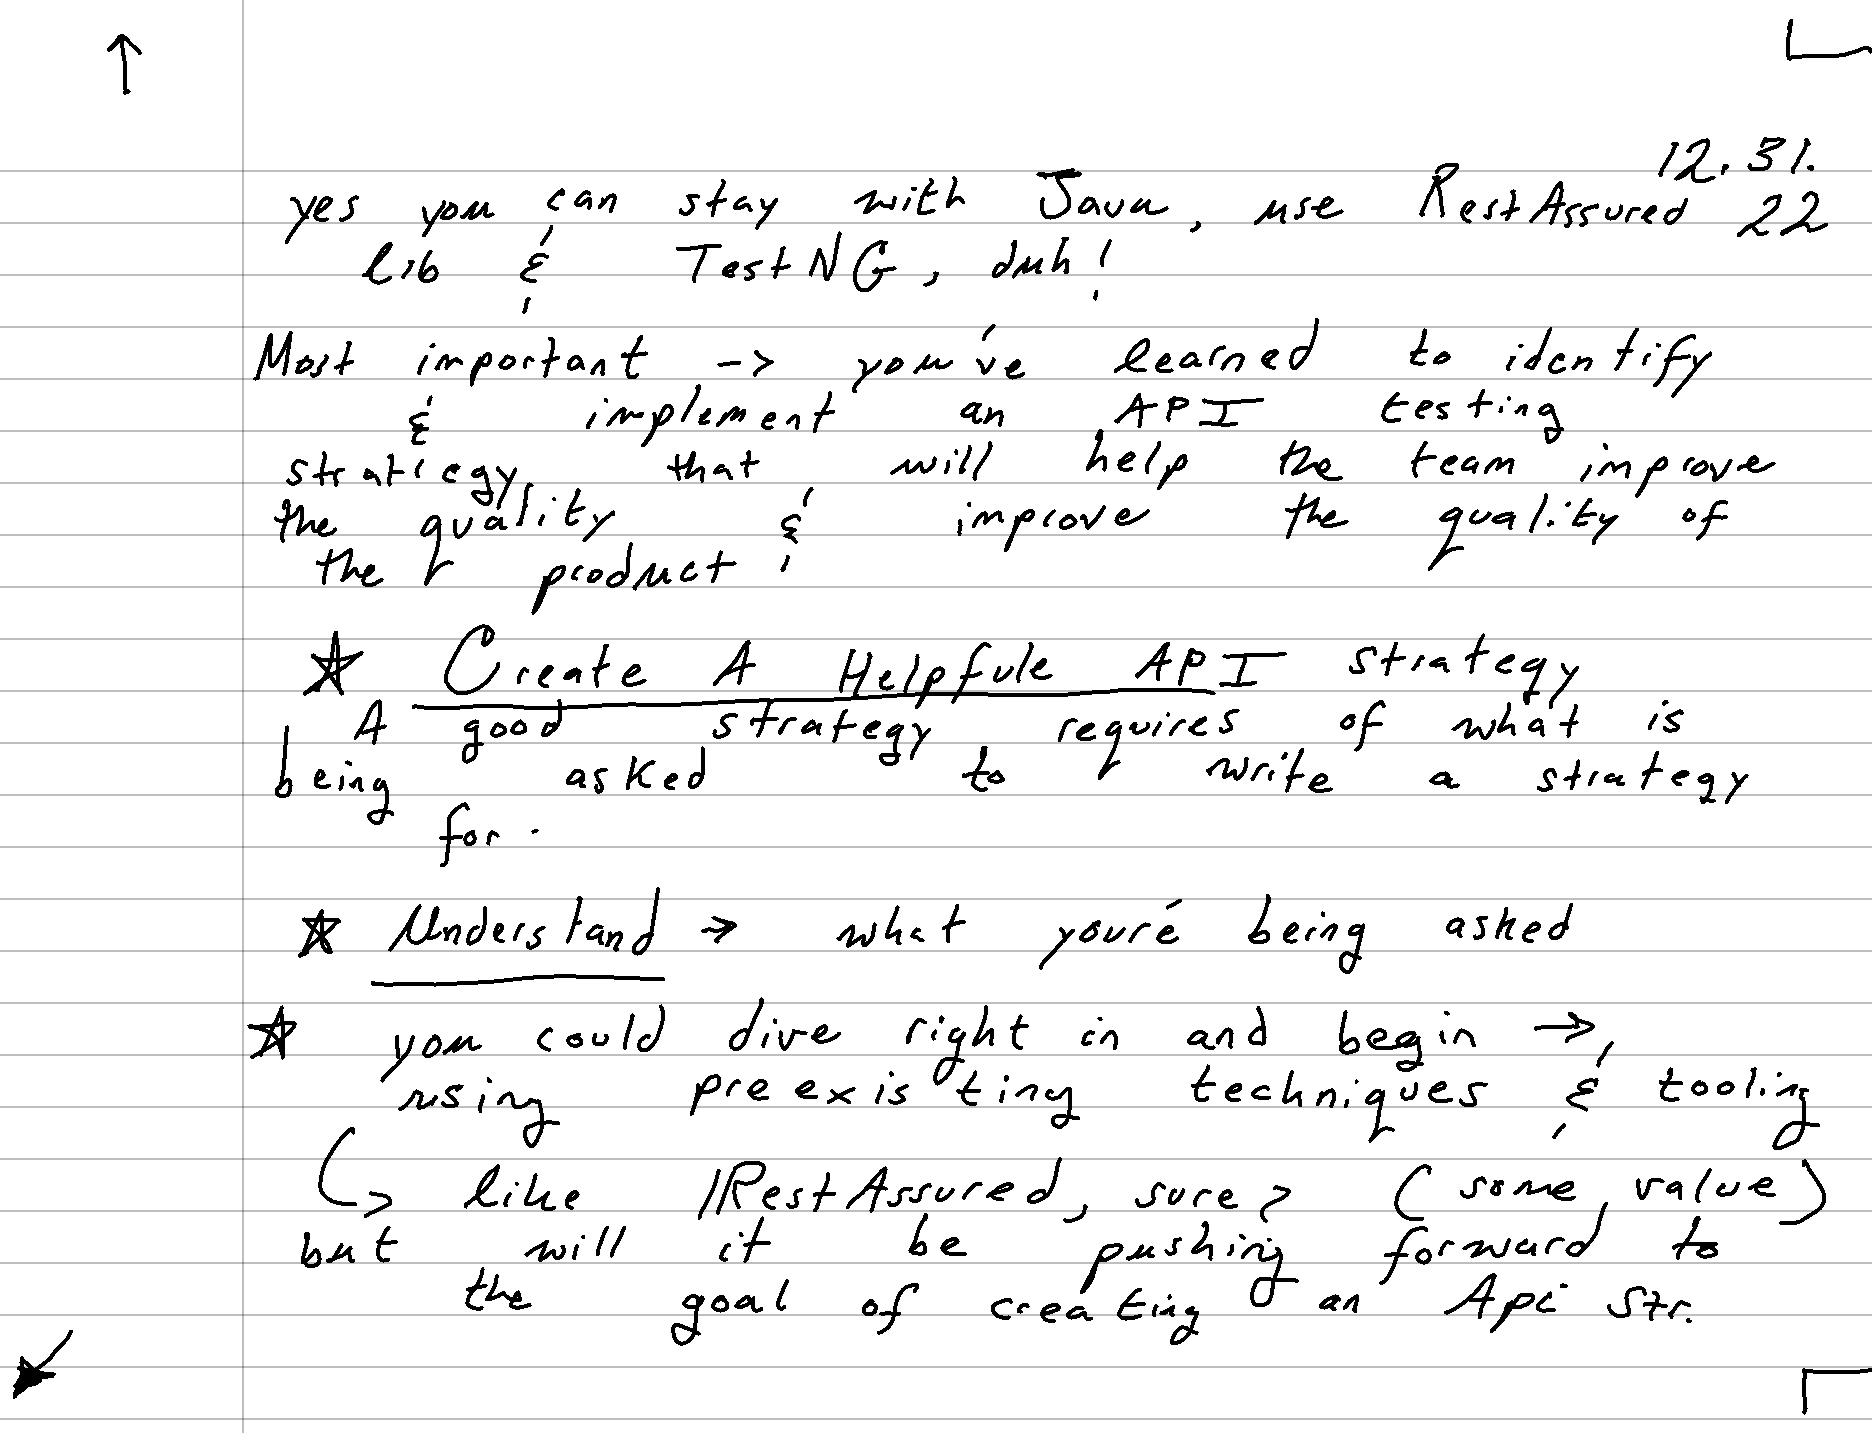 12.31.
yes you can stay with Java, use RestAssured 22
lib & TestNG, duh!
Most important -> you've learned to identify
& implement an API testing
strategy that will help the team improve
the quality & improve the quality of
the product
☆ Create A Helpfule API strategy
A good strategy requires of what is
being asked to write a strategy
for.
☆ Understand → what you're being asked
☆ you could dive right in and begin →
using preexisting techniques & tooling
↳ like RestAssured, sure > (some value)
but will it be pushing forward to
the goal of creating an Api Str.